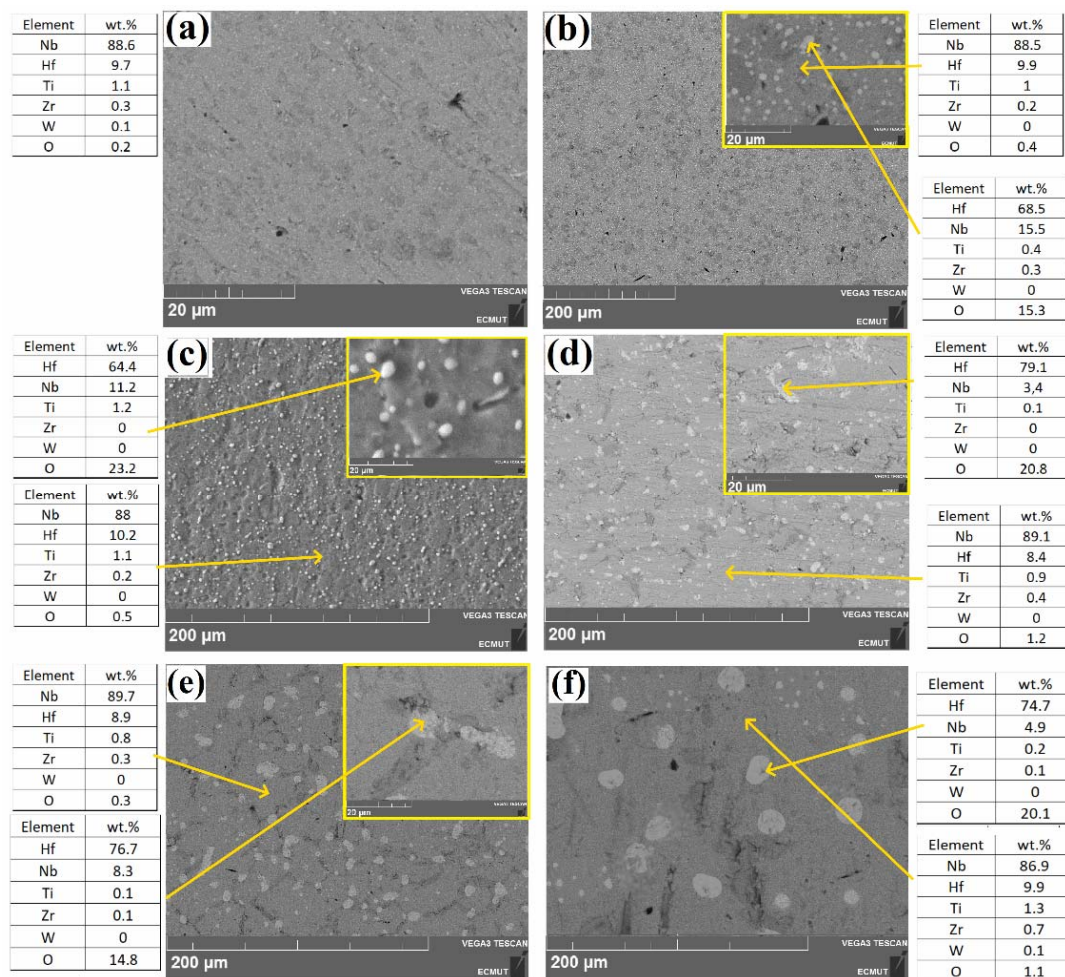 Element wt.%
Nb 88.6
Hf 9.7
Ti 1.1
Zr 0.3
W 0.1
O 0.2
(a)
20 µm
VEGA3 TESCAN
ECMUT
(b)
20 µm
VEGA3 TESCAN
ECMUT
200 µm
VEGA3 TESCAN
ECMUT
Element wt.%
Nb 88.5
Hf 9.9
Ti 1
Zr 0.2
W 0
O 0.4
Element wt.%
Hf 68.5
Nb 15.5
Ti 0.4
Zr 0.3
W 0
O 15.3
Element wt.%
Hf 64.4
Nb 11.2
Ti 1.2
Zr 0
W 0
O 23.2
Element wt.%
Nb 88
Hf 10.2
Ti 1.1
Zr 0.2
W 0
O 0.5
(c)
20 µm
200 µm
VEGA3 TESCAN
ECMUT
(d)
20 µm
200 µm
VEGA3 TESCAN
ECMUT
Element wt.%
Hf 79.1
Nb 3,4
Ti 0.1
Zr 0
W 0
O 20.8
Element wt.%
Nb 89.1
Hf 8.4
Ti 0.9
Zr 0.4
W 0
O 1.2
Element wt.%
Nb 89.7
Hf 8.9
Ti 0.8
Zr 0.3
W 0
O 0.3
Element wt.%
Hf 76.7
Nb 8.3
Ti 0.1
Zr 0.1
W 0
O 14.8
(e)
20 µm
200 µm
VEGA3 TESCAN
ECMUT
(f)
200 µm
VEGA3 TESCAN
ECMUT
Element wt.%
Hf 74.7
Nb 4.9
Ti 0.2
Zr 0.1
W 0
O 20.1
Element wt.%
Nb 86.9
Hf 9.9
Ti 1.3
Zr 0.7
W 0.1
O 1.1